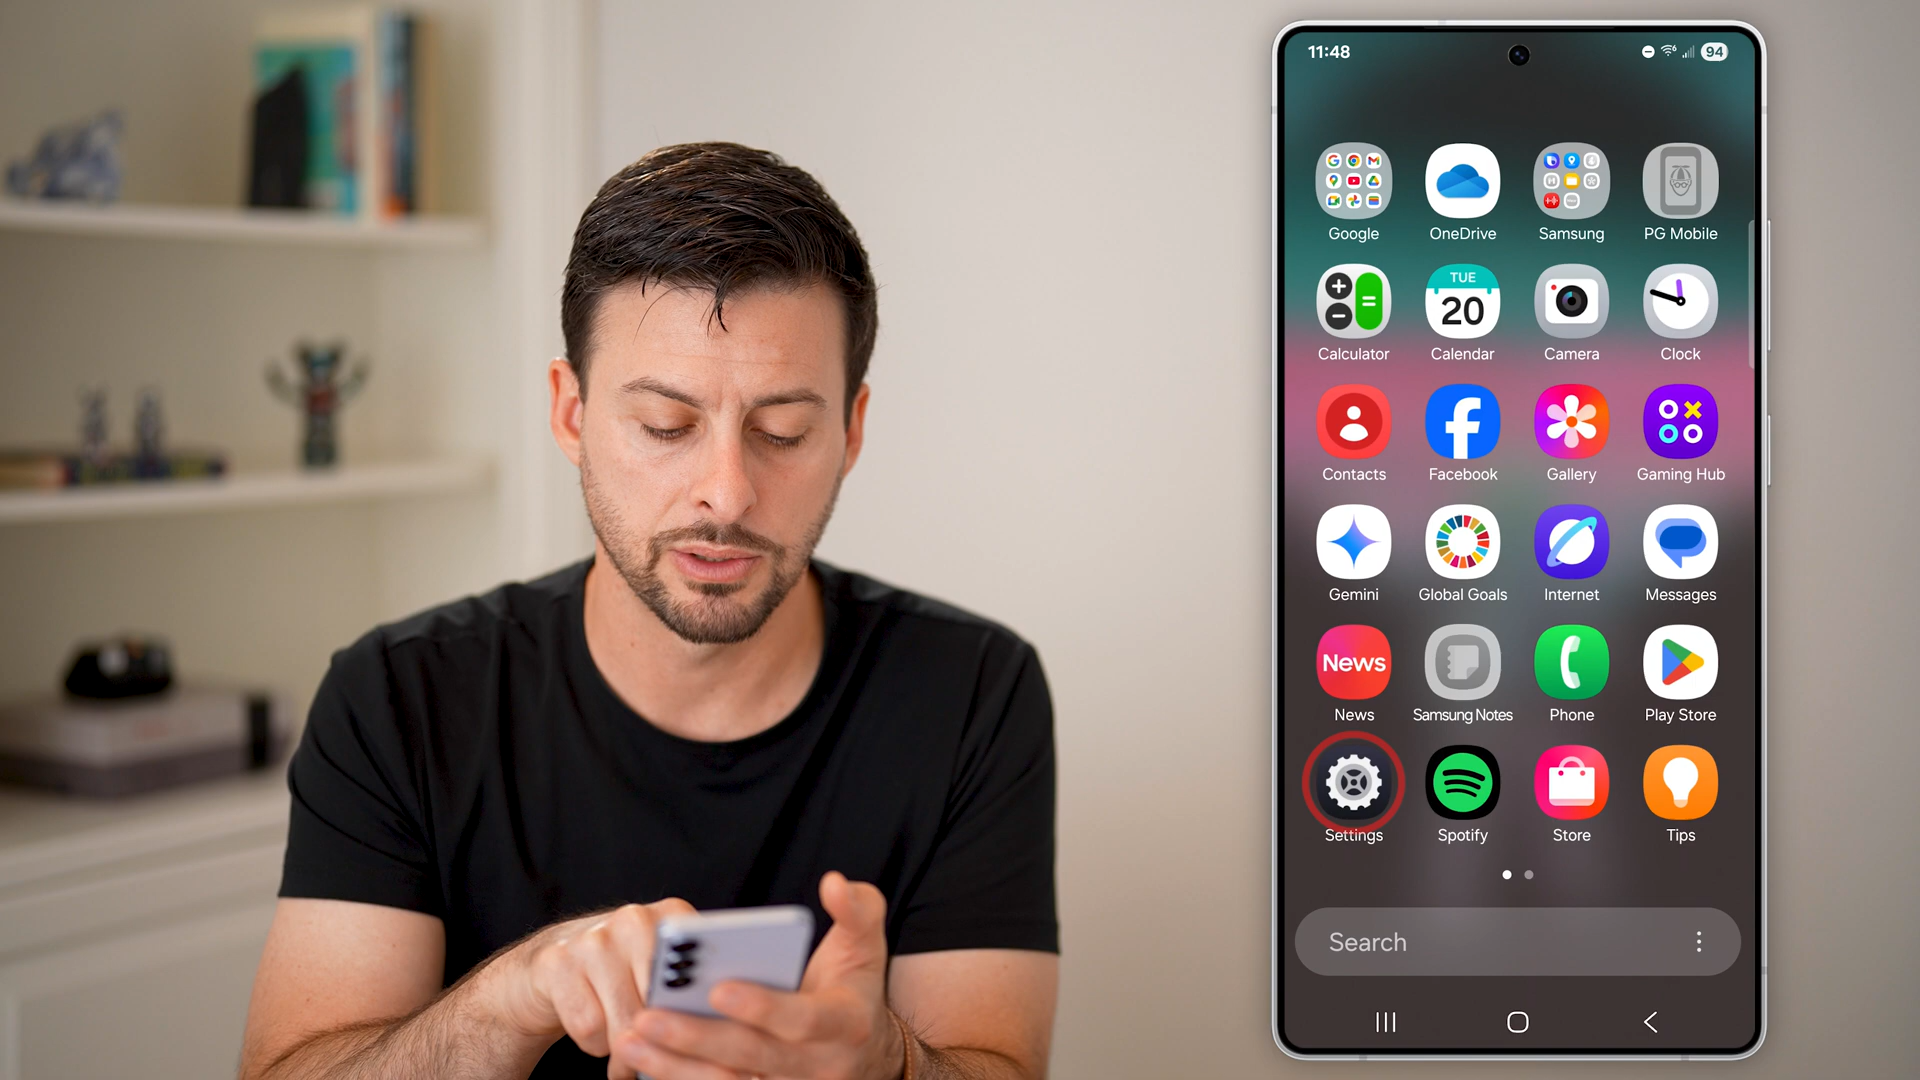 11:48
94
Google OneDrive Samsung PG Mobile
TUE
20
Calculator Calendar Camera Clock
Contacts Facebook Gallery Gaming Hub
Gemini Global Goals Internet Messages
News
News Samsung Notes Phone Play Store
Settings Spotify Store Tips
Search